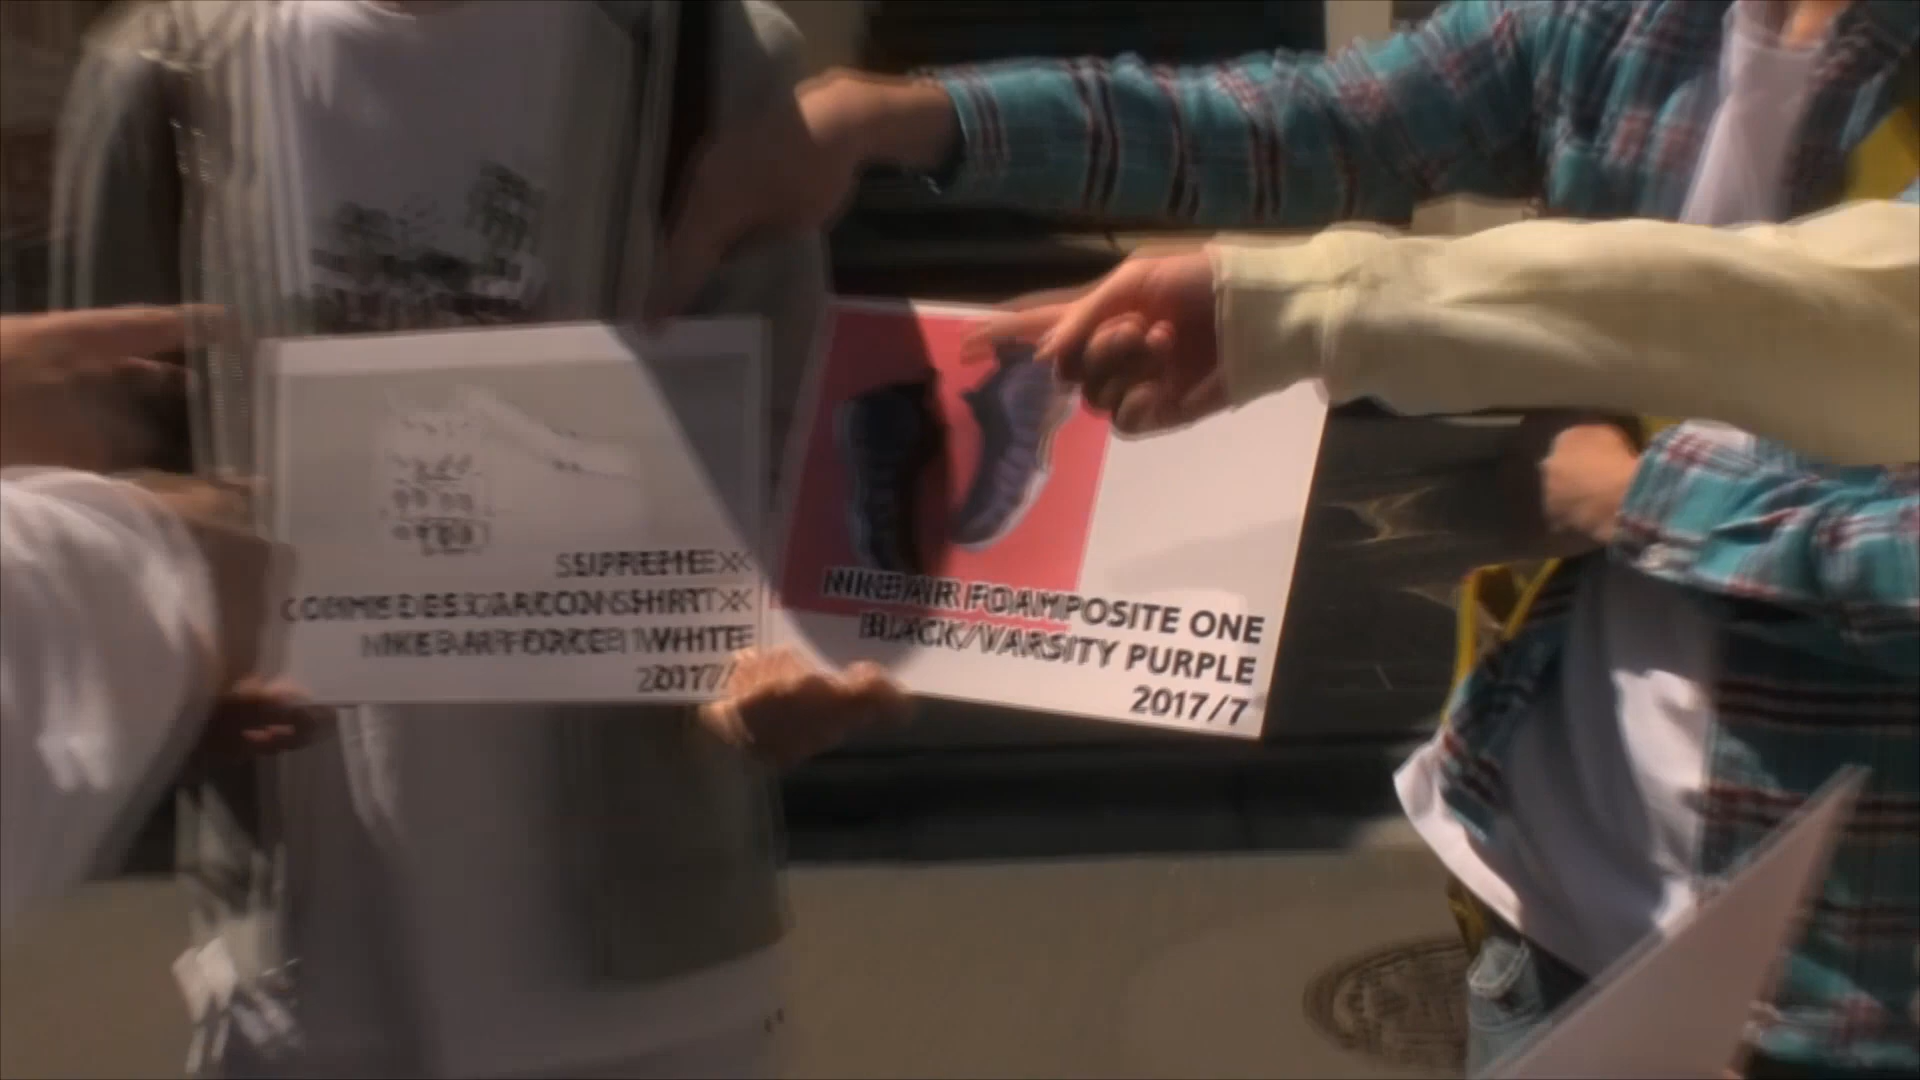 SUPREME X
COMME DES GARCONS SHIRT X
NIKE AIR FORCE 1 WHITE
2017/
NIKE AIR FOAMPOSITE ONE
BLACK/VARSITY PURPLE
2017/7